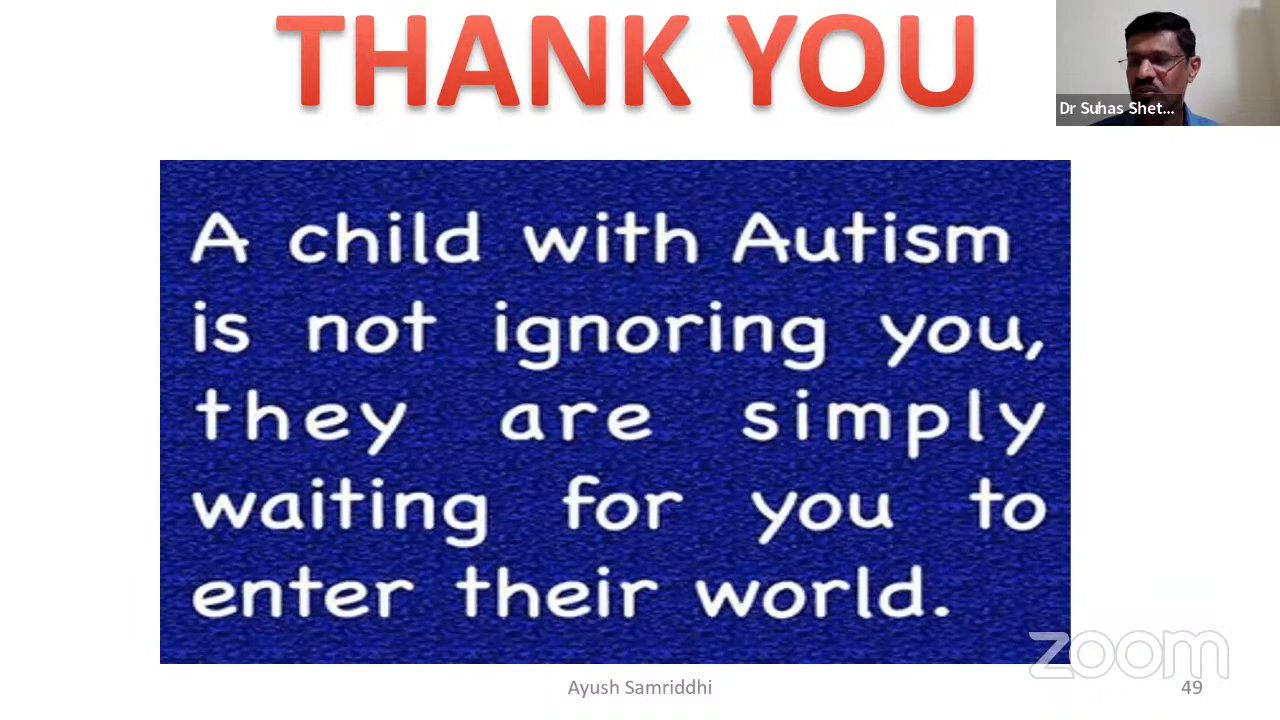 THANK YOU
Dr Suhas Shet...
A child with Autism
is not ignoring you,
they are simply
waiting for you to
enter their world.
zoom
Ayush Samriddhi
49